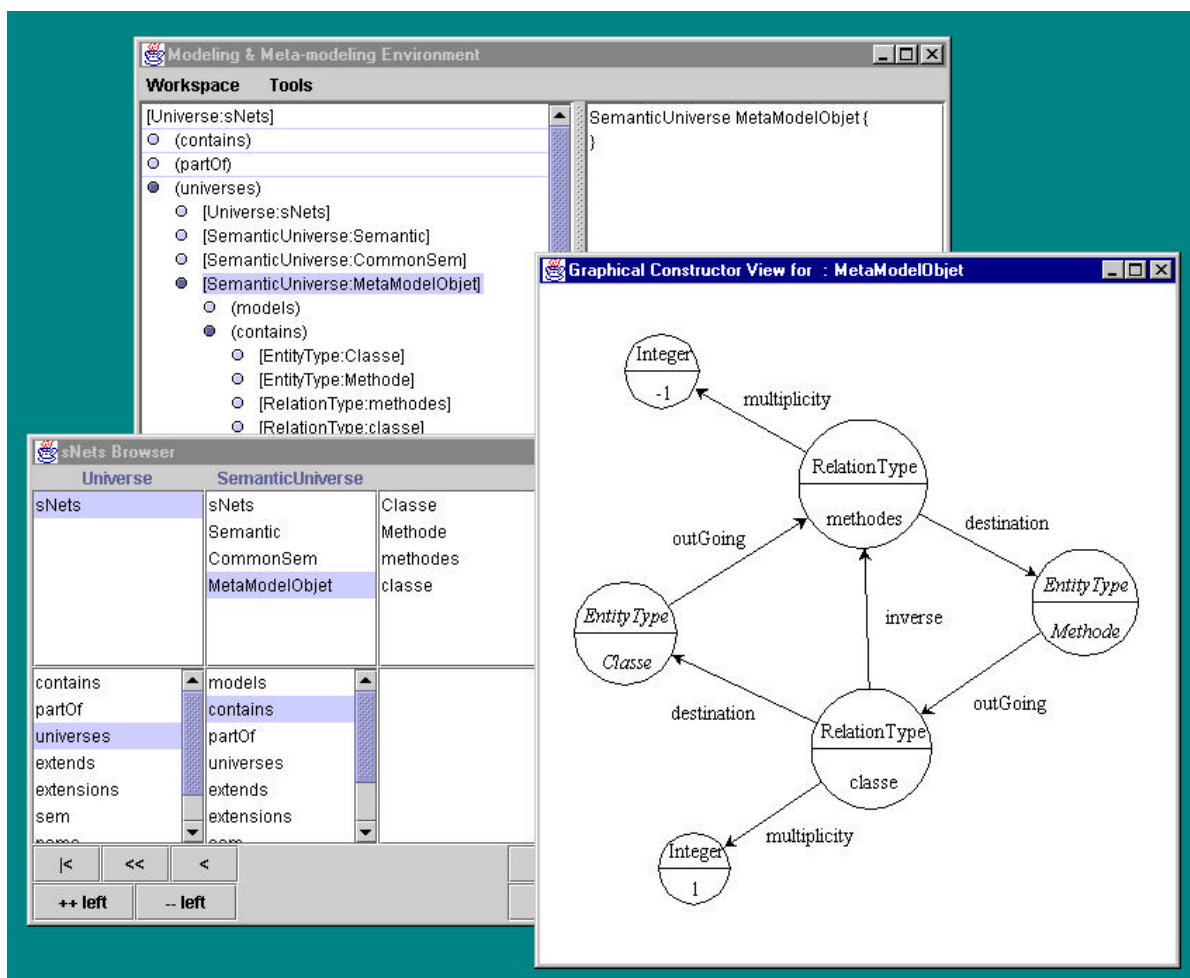 Modeling & Meta-modeling Environment
Workspace Tools
[Universe:sNets]
(contains)
(partOf)
(universes)
[Universe:sNets]
[SemanticUniverse:Semantic]
[SemanticUniverse:CommonSem]
[SemanticUniverse:MetaModelObjet]
(models)
(contains)
[EntityType:Classe]
[EntityType:Methode]
[RelationType:methodes]
[RelationType:classe]
SemanticUniverse MetaModelObjet {
}
Graphical Constructor View for : MetaModelObjet
Integer
-1
multiplicity
RelationType
methodes
destination
outGoing
EntityType
Methode
EntityType
Classe
inverse
outGoing
destination
RelationType
classe
multiplicity
Integer
1
sNets Browser
Universe SemanticUniverse
sNets
sNets
Semantic
CommonSem
MetaModelObjet
Classe
Methode
methodes
classe
contains
partOf
universes
extends
extensions
sem
models
contains
partOf
universes
extends
extensions
|< << <
++ left -- left